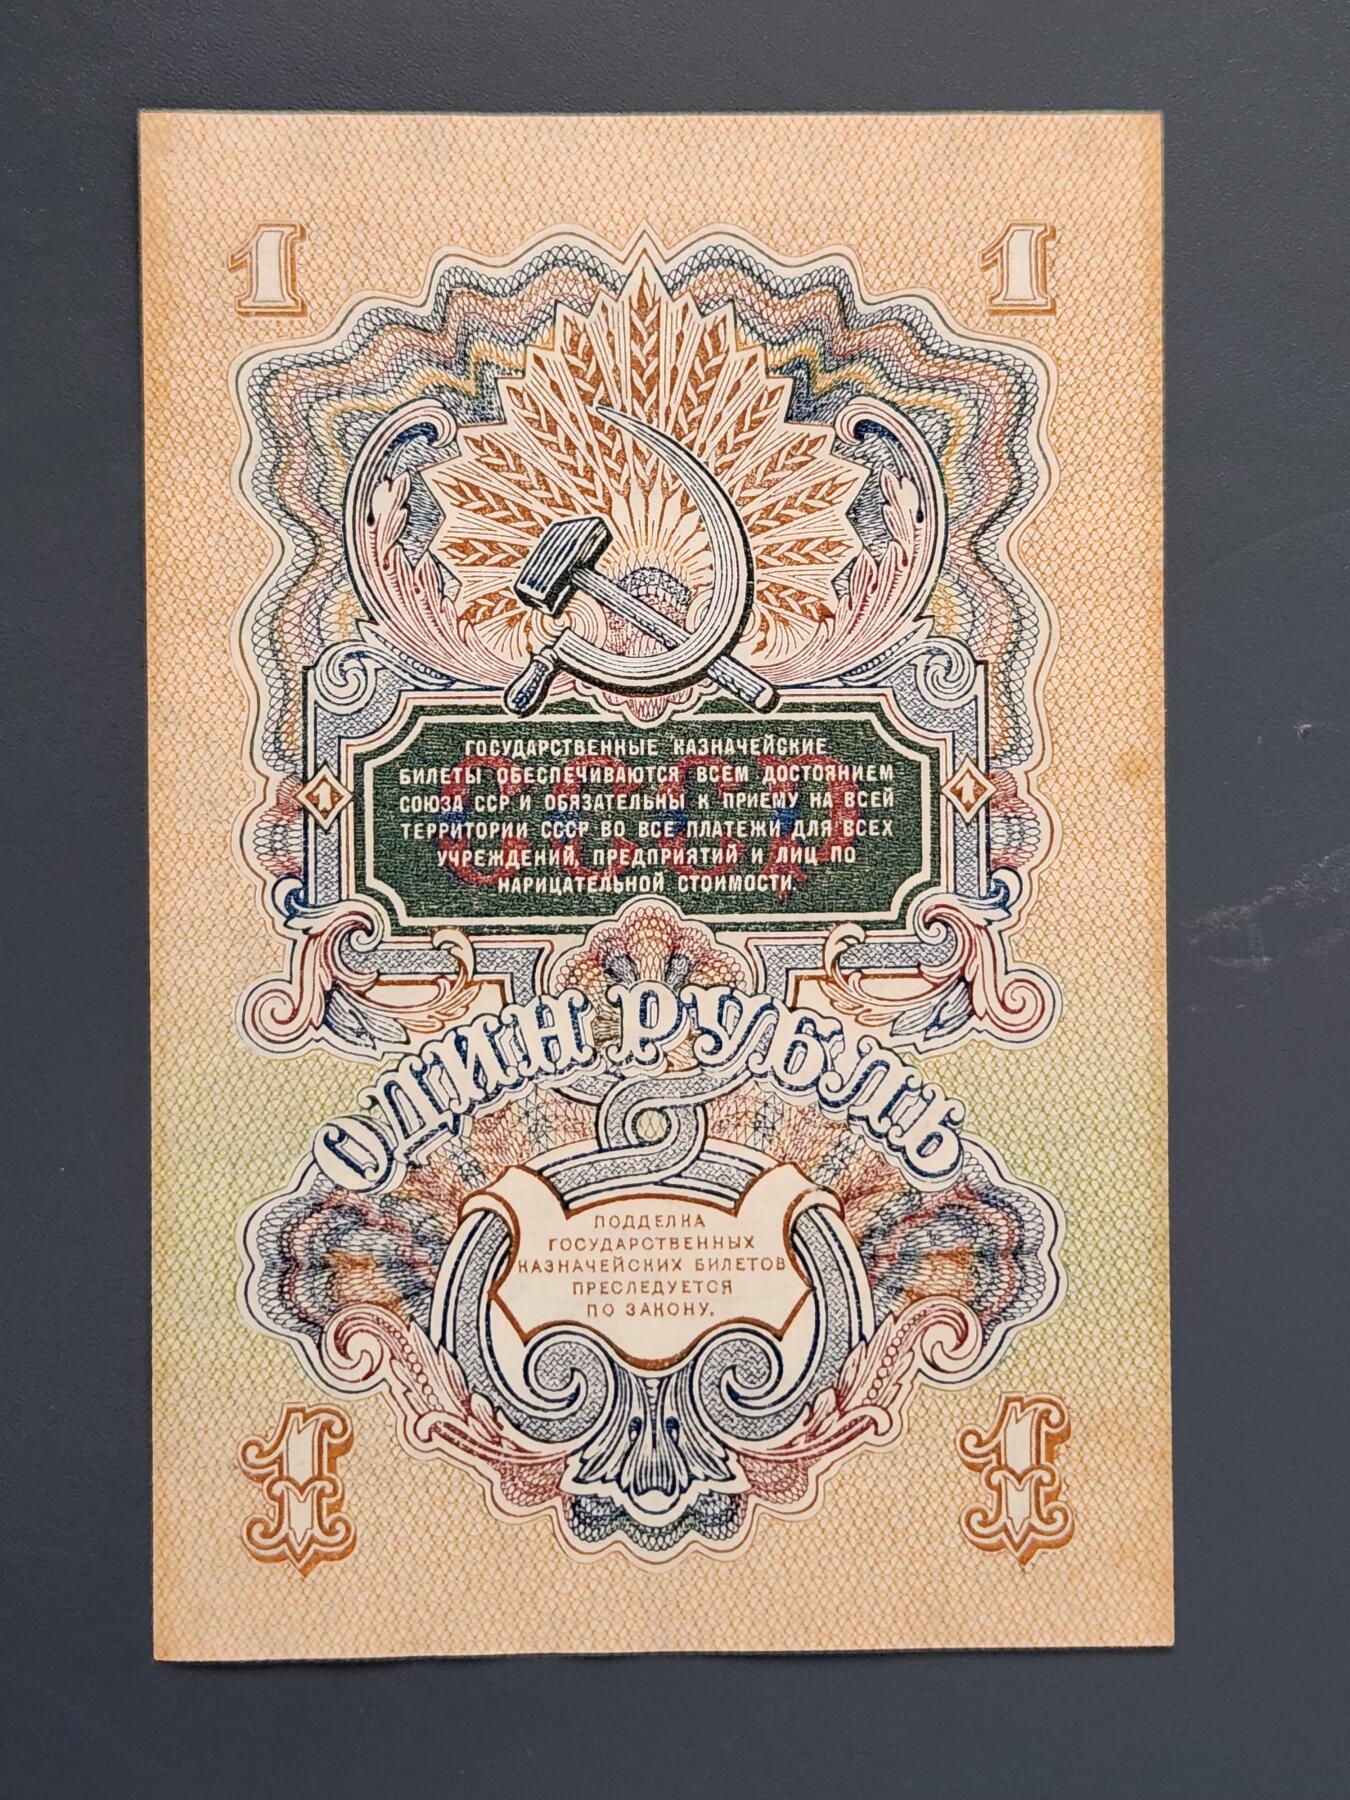 1 1
ГОСУДАРСТВЕННЫЕ КАЗНАЧЕЙСКИЕ
БИЛЕТЫ ОБЕСПЕЧИВАЮТСЯ ВСЕМ ДОСТОЯНИЕМ
СОЮЗА ССР И ОБЯЗАТЕЛЬНЫ К ПРИЕМУ НА ВСЕЙ
1 1
ТЕРРИТОРИИ СССР ВО ВСЕ ПЛАТЕЖИ ДЛЯ ВСЕХ
УЧРЕЖДЕНИЙ, ПРЕДПРИЯТИЙ И ЛИЦ ПО
НАРИЦАТЕЛЬНОЙ СТОИМОСТИ.
СССР
ОДИН РУБЛЬ
ПОДДЕЛКА
ГОСУДАРСТВЕННЫХ
КАЗНАЧЕЙСКИХ БИЛЕТОВ
ПРЕСЛЕДУЕТСЯ
ПО ЗАКОНУ.
1 1